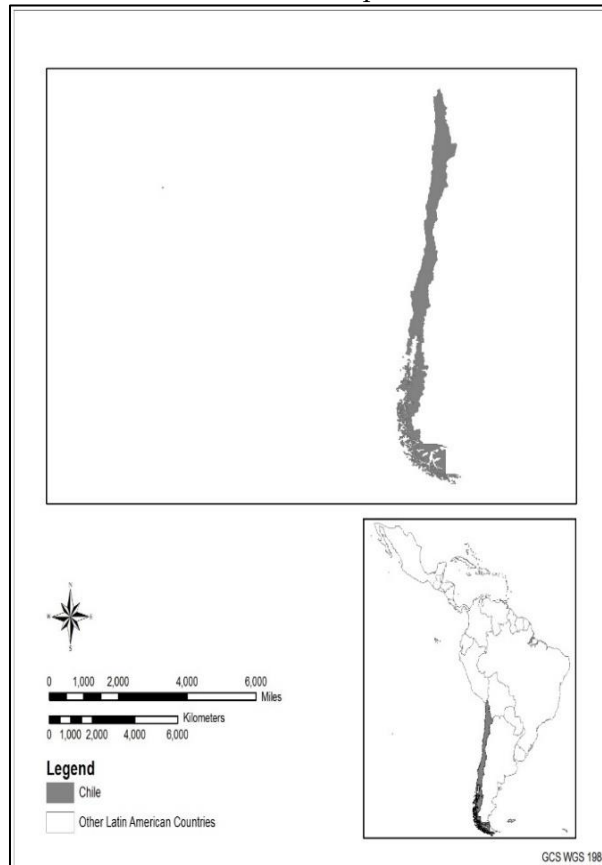 N
W E
S
0 1,000 2,000 4,000 6,000
Miles
Kilometers
0 1,000 2,000 4,000 6,000
Legend
Chile
Other Latin American Countries
GCS WGS 198